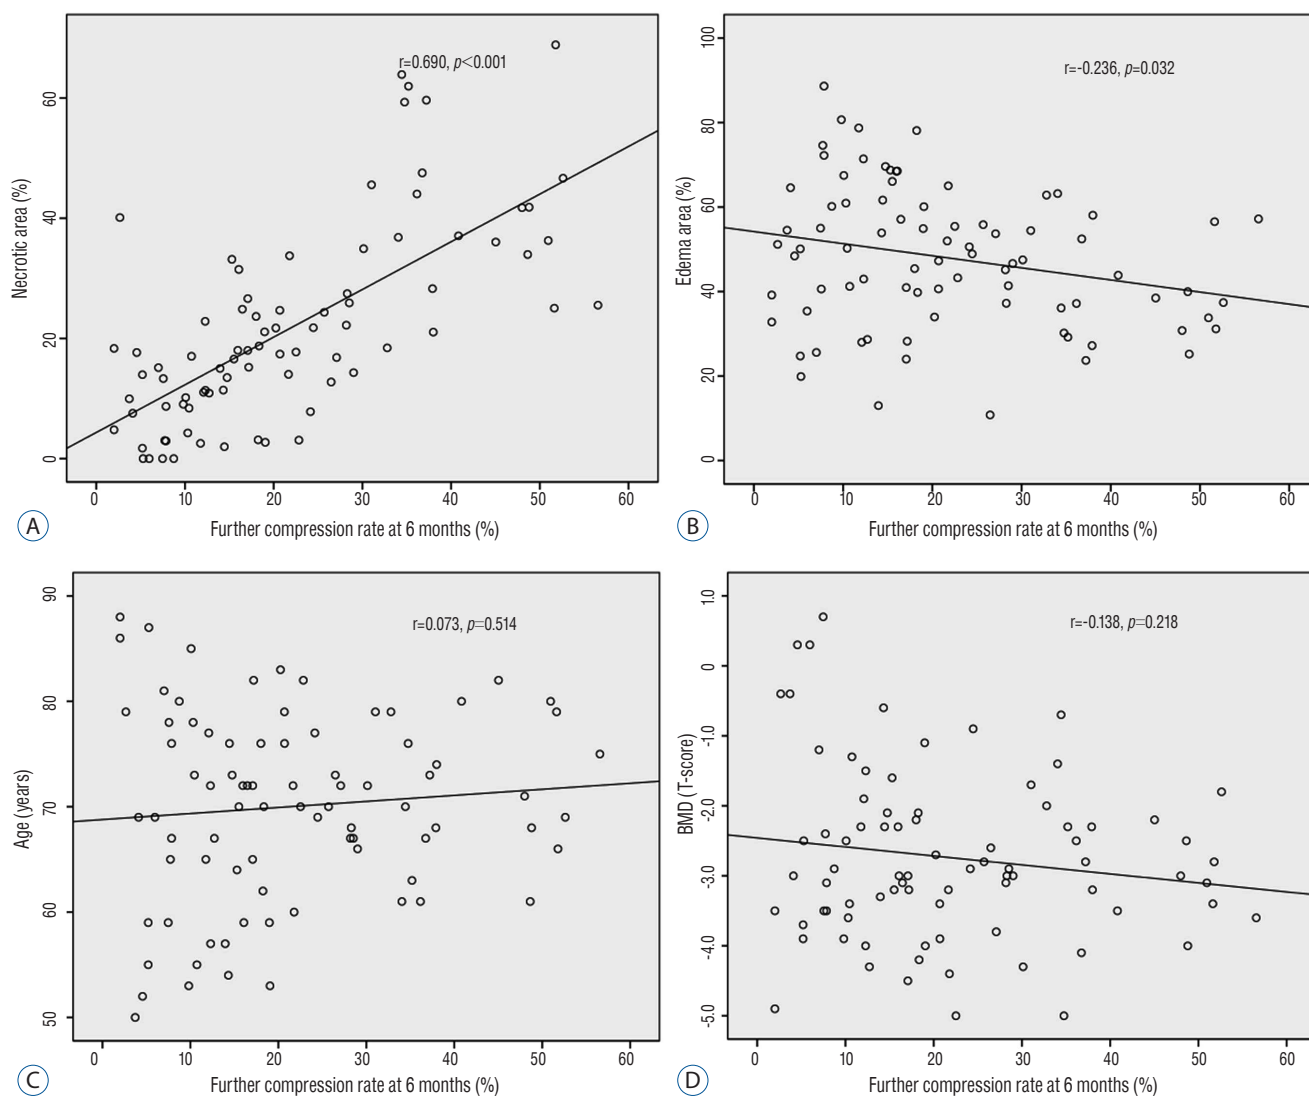 r=0.690, p<0.001
Necrotic area (%)
60
40
20
0
0 10 20 30 40 50 60
Further compression rate at 6 months (%)
A
r=-0.236, p=0.032
Edema area (%)
100
80
60
40
20
0
0 10 20 30 40 50 60
Further compression rate at 6 months (%)
B
r=0.073, p=0.514
Age (years)
90
80
70
60
50
0 10 20 30 40 50 60
Further compression rate at 6 months (%)
C
r=-0.138, p=0.218
BMD (T-score)
1.0
0
-1.0
-2.0
-3.0
-4.0
-5.0
0 10 20 30 40 50 60
Further compression rate at 6 months (%)
D